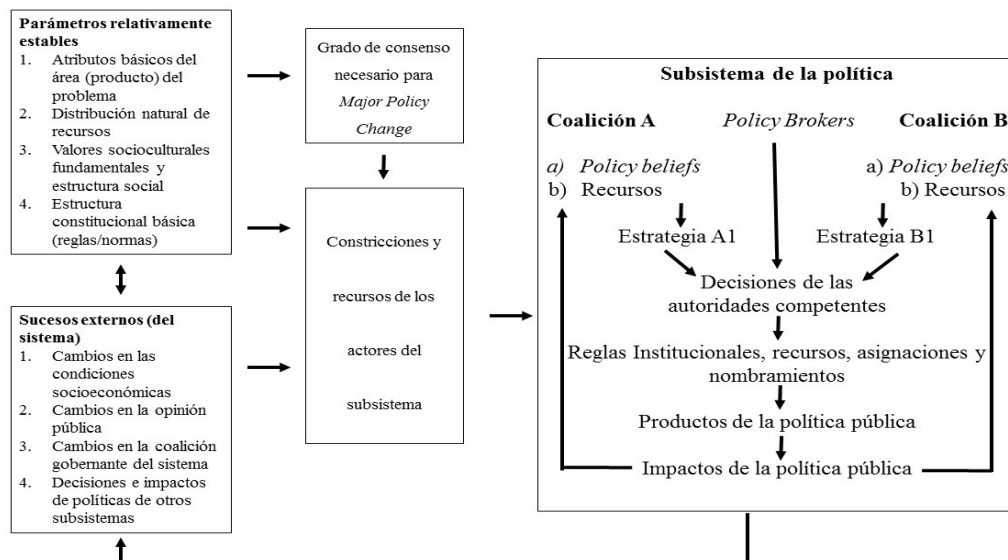 Parámetros relativamente
estables
1. Atributos básicos del
área (producto) del
problema
2. Distribución natural de
recursos
3. Valores socioculturales
fundamentales y
estructura social
4. Estructura
constitucional básica
(reglas/normas)
Sucesos externos (del
sistema)
1. Cambios en las
condiciones
socioeconómicas
2. Cambios en la opinión
pública
3. Cambios en la coalición
gobernante del sistema
4. Decisiones e impactos
de políticas de otros
subsistemas
Grado de consenso
necesario para
Major Policy
Change
Constricciones y
recursos de los
actores del
subsistema
Subsistema de la política
Coalición A
Policy Brokers
Coalición B
a) Policy beliefs
b) Recursos
a) Policy beliefs
b) Recursos
Estrategia A1
Estrategia B1
Decisiones de las
autoridades competentes
Reglas Institucionales, recursos, asignaciones y
nombramientos
Productos de la política pública
Impactos de la política pública